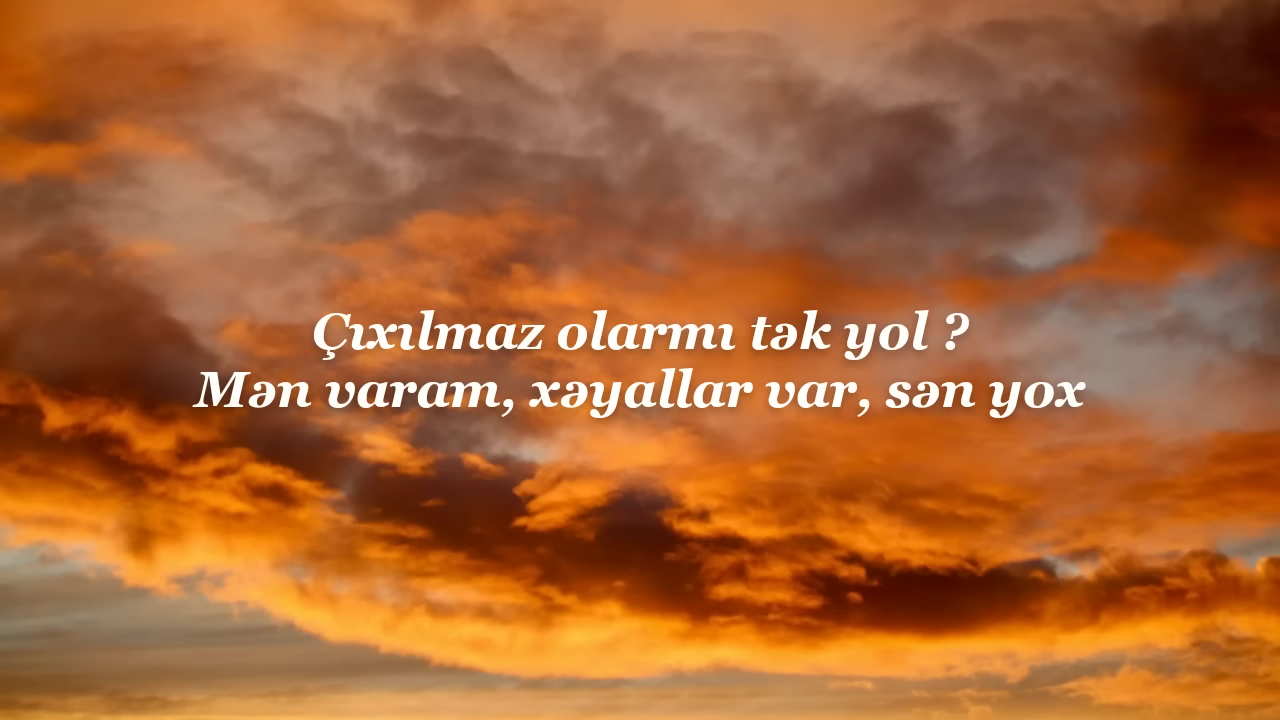 Çıxılmaz olarmı tək yol ?
Mən varam, xəyallar var, sən yox